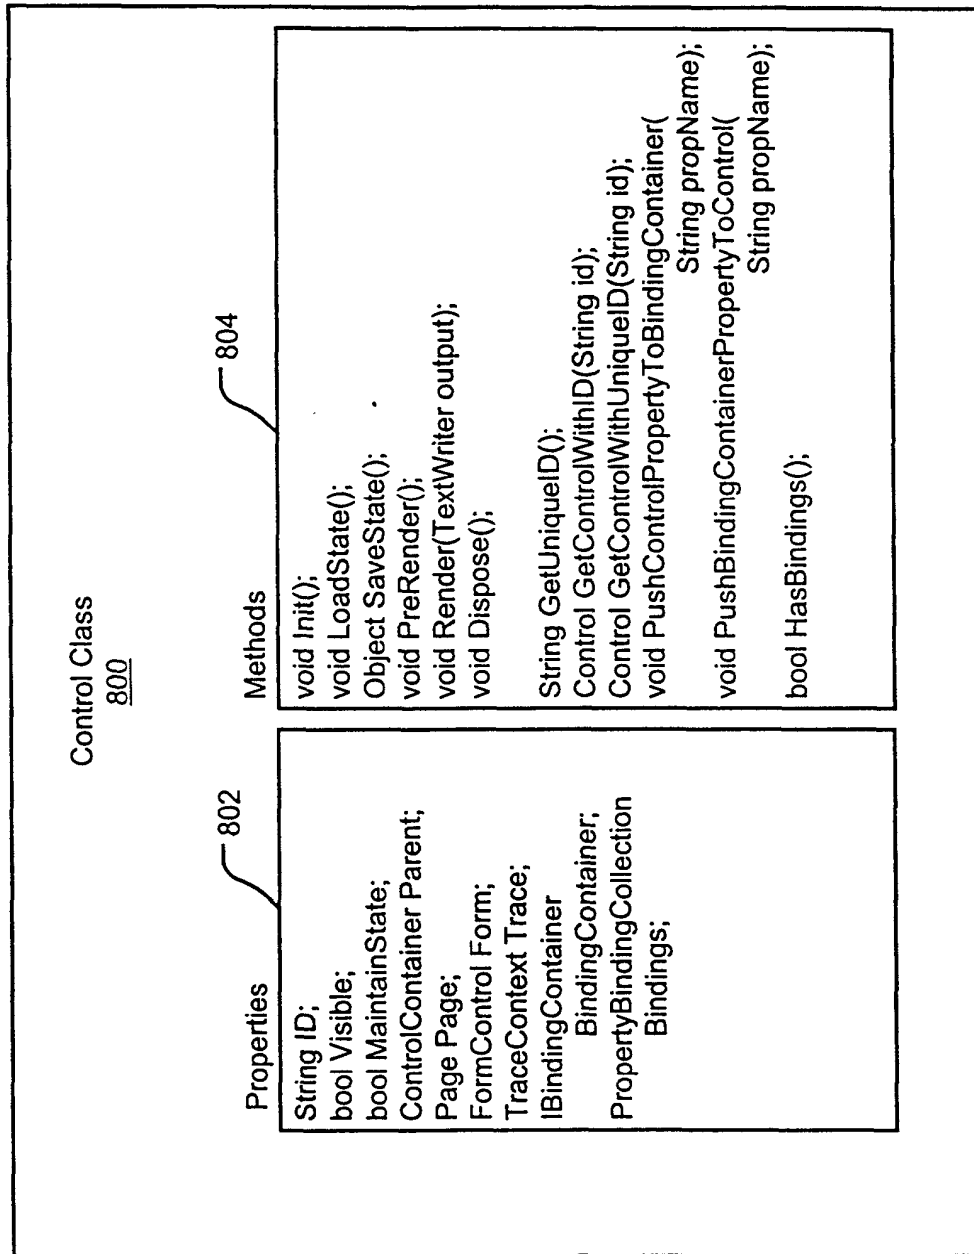 Control Class
800
Properties
802
String ID;
bool Visible;
bool MaintainState;
ControlContainer Parent;
Page Page;
FormControl Form;
TraceContext Trace;
IBindingContainer
BindingContainer;
PropertyBindingCollection
Bindings;
Methods
804
void Init();
void LoadState();
Object SaveState();
void PreRender();
void Render(TextWriter output);
void Dispose();
String GetUniqueID();
Control GetControlWithID(String id);
Control GetControlWithUniqueID(String id);
void PushControlPropertyToBindingContainer(
String propName);
void PushBindingContainerPropertyToControl(
String propName);
bool HasBindings();